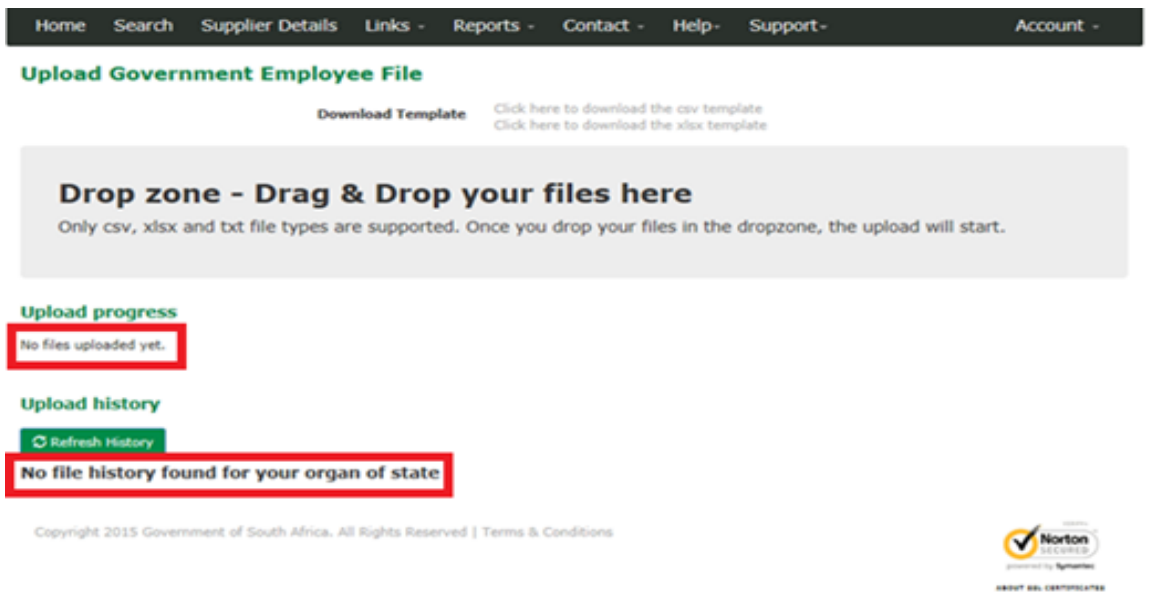 Home Search Supplier Details Links - Reports - Contact - Help- Support- Account -
Upload Government Employee File
Download Template
Click here to download the csv template
Click here to download the xlsx template
Drop zone - Drag & Drop your files here
Only csv, xlsx and txt file types are supported. Once you drop your files in the dropzone, the upload will start.
Upload progress
No files uploaded yet.
Upload history
Refresh History
No file history found for your organ of state
Copyright 2015 Government of South Africa. All Rights Reserved | Terms & Conditions
Norton
SECURED
powered by Symantec
ABOUT SSL CERTIFICATES